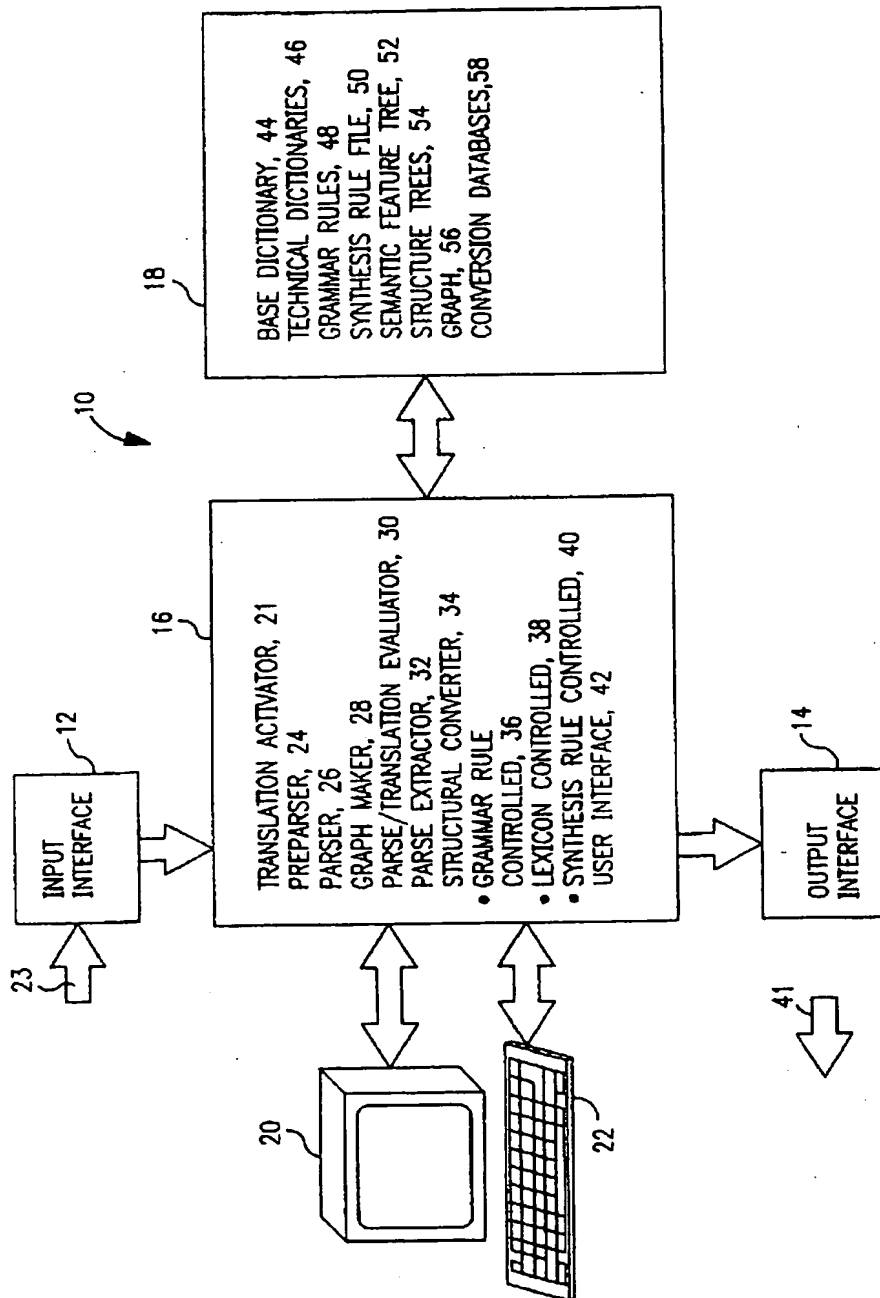 10
23
12
INPUT
INTERFACE
16
TRANSLATION ACTIVATOR, 21
PREPARSER, 24
PARSER, 26
GRAPH MAKER, 28
PARSE/TRANSLATION EVALUATOR, 30
PARSE EXTRACTOR, 32
STRUCTURAL CONVERTER, 34
• GRAMMAR RULE
CONTROLLED, 36
• LEXICON CONTROLLED, 38
• SYNTHESIS RULE CONTROLLED, 40
USER INTERFACE, 42
18
BASE DICTIONARY, 44
TECHNICAL DICTIONARIES, 46
GRAMMAR RULES, 48
SYNTHESIS RULE FILE, 50
SEMANTIC FEATURE TREE, 52
STRUCTURE TREES, 54
GRAPH, 56
CONVERSION DATABASES,58
20
22
41
14
OUTPUT
INTERFACE